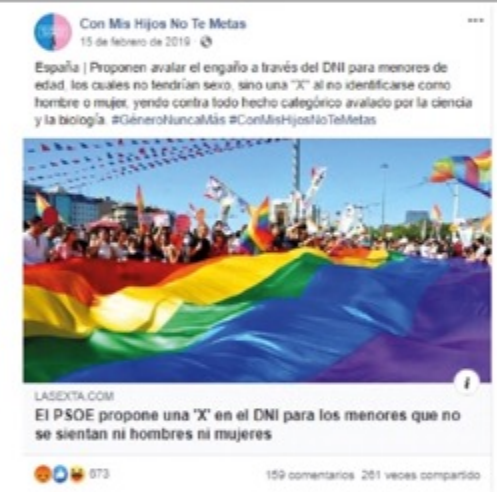 Con Mis Hijos No Te Metas
15 de febrero de 2019
España | Proponen avalar el engaño a través del DNI para menores de
edad, los cuales no tendrían sexo, sino una "X" al no identificarse como
hombre o mujer, yendo contra todo hecho categórico avalado por la ciencia
y la biología. #GéneroNuncaMás #ConMisHijosNoTeMetas
LASEXTA.COM
El PSOE propone una 'X' en el DNI para los menores que no
se sientan ni hombres ni mujeres
673
159 comentarios 261 veces compartido